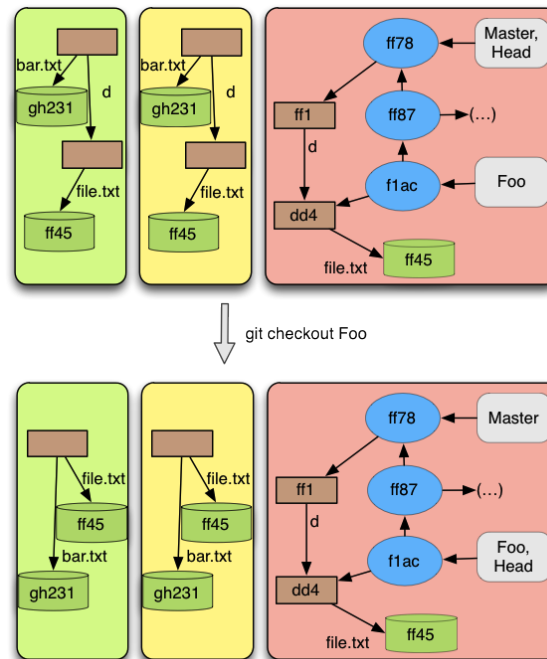 bar.txt
d
gh231
file.txt
ff45
bar.txt
d
gh231
file.txt
ff45
ff78
Master,
Head
ff1
ff87
(...)
d
f1ac
Foo
dd4
file.txt
ff45
git checkout Foo
file.txt
ff45
bar.txt
gh231
file.txt
ff45
bar.txt
gh231
ff78
Master
ff1
ff87
(...)
d
f1ac
Foo,
Head
dd4
file.txt
ff45